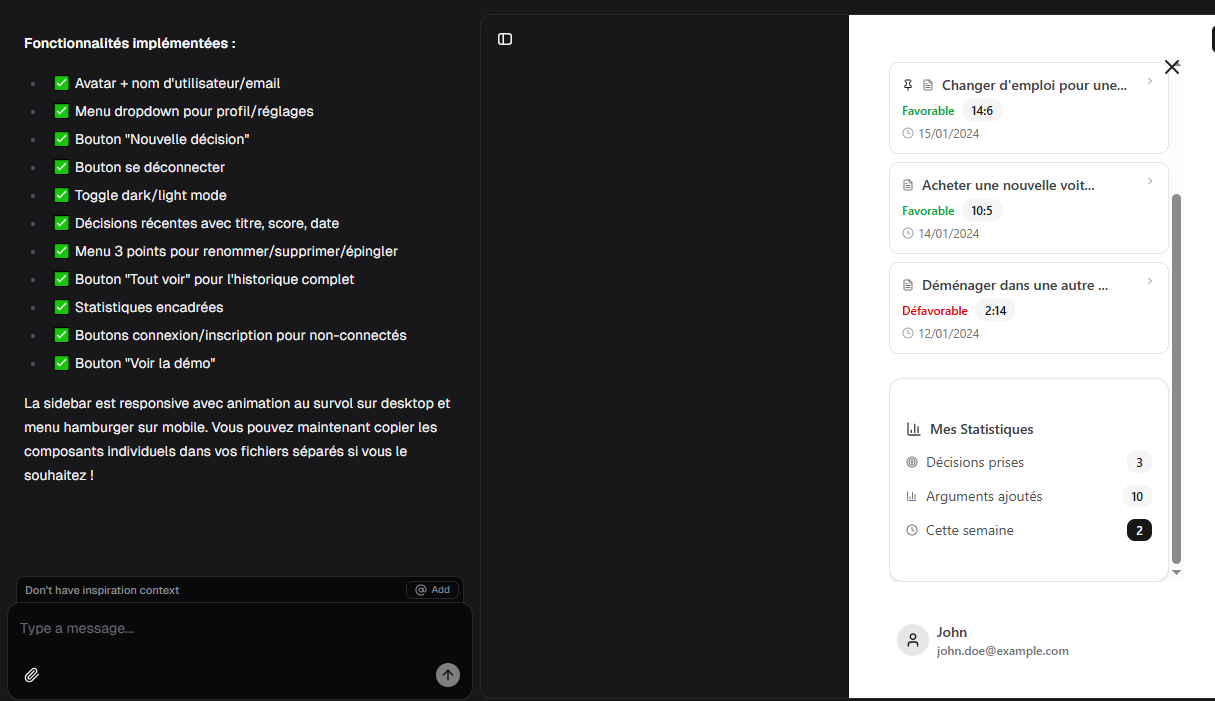 Fonctionnalités implémentées :
✅ Avatar + nom d'utilisateur/email
✅ Menu dropdown pour profil/réglages
✅ Bouton "Nouvelle décision"
✅ Bouton se déconnecter
✅ Toggle dark/light mode
✅ Décisions récentes avec titre, score, date
✅ Menu 3 points pour renommer/supprimer/épingler
✅ Bouton "Tout voir" pour l'historique complet
✅ Statistiques encadrées
✅ Boutons connexion/inscription pour non-connectés
✅ Bouton "Voir la démo"
La sidebar est responsive avec animation au survol sur desktop et
menu hamburger sur mobile. Vous pouvez maintenant copier les
composants individuels dans vos fichiers séparés si vous le
souhaitez !
Don't have inspiration context
Add
Type a message...
Changer d'emploi pour une...
Favorable 14:6
15/01/2024
Acheter une nouvelle voit...
Favorable 10:5
14/01/2024
Déménager dans une autre ...
Défavorable 2:14
12/01/2024
Mes Statistiques
Décisions prises 3
Arguments ajoutés 10
Cette semaine 2
John
john.doe@example.com